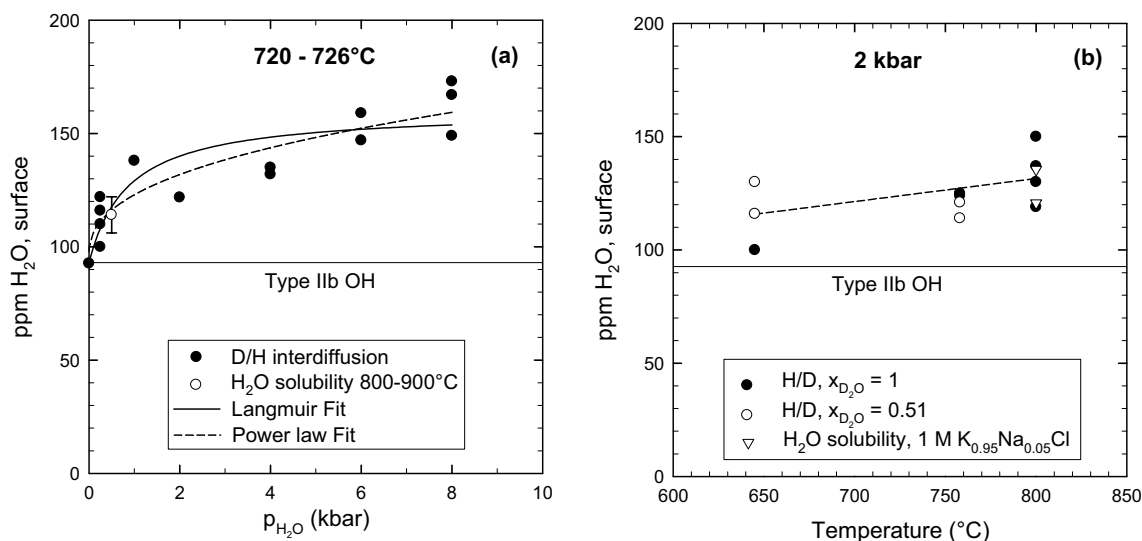 200
150
100
50
0
ppm H₂O, surface
720 - 726°C
(a)
Type IIb OH
D/H interdiffusion
H₂O solubility 800-900°C
Langmuir Fit
Power law Fit
0 2 4 6 8 10
p_H₂O (kbar)
200
150
100
50
0
ppm H₂O, surface
2 kbar
(b)
Type IIb OH
H/D, x_D₂O = 1
H/D, x_D₂O = 0.51
H₂O solubility, 1 M K₀.₉₅Na₀.₀₅Cl
600 650 700 750 800 850
Temperature (°C)